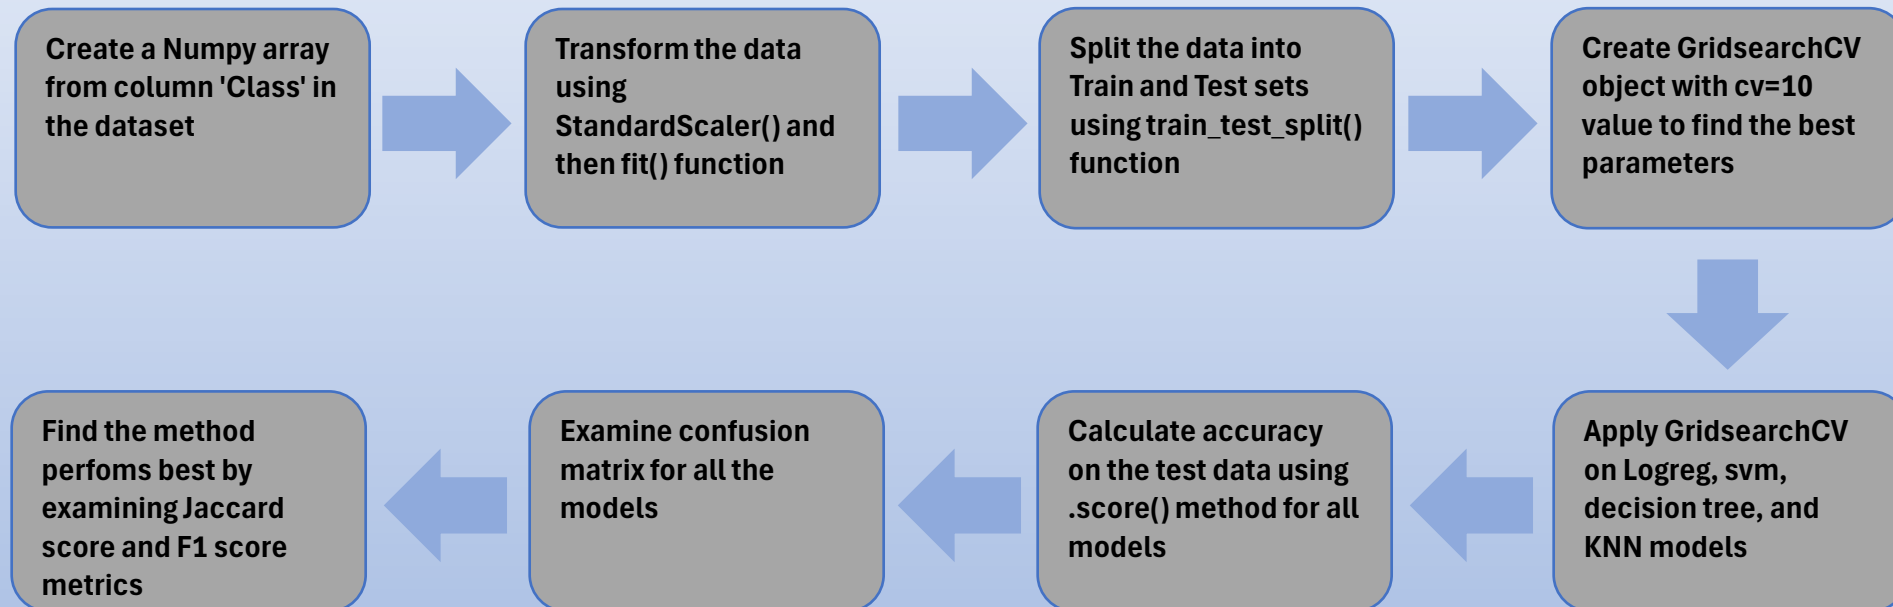 Create a Numpy array
from column 'Class' in
the dataset
Transform the data
using
StandardScaler() and
then fit() function
Split the data into
Train and Test sets
using train_test_split()
function
Create GridsearchCV
object with cv=10
value to find the best
parameters
Apply GridsearchCV
on Logreg, svm,
decision tree, and
KNN models
Calculate accuracy
on the test data using
.score() method for all
models
Examine confusion
matrix for all the
models
Find the method
perfoms best by
examining Jaccard
score and F1 score
metrics